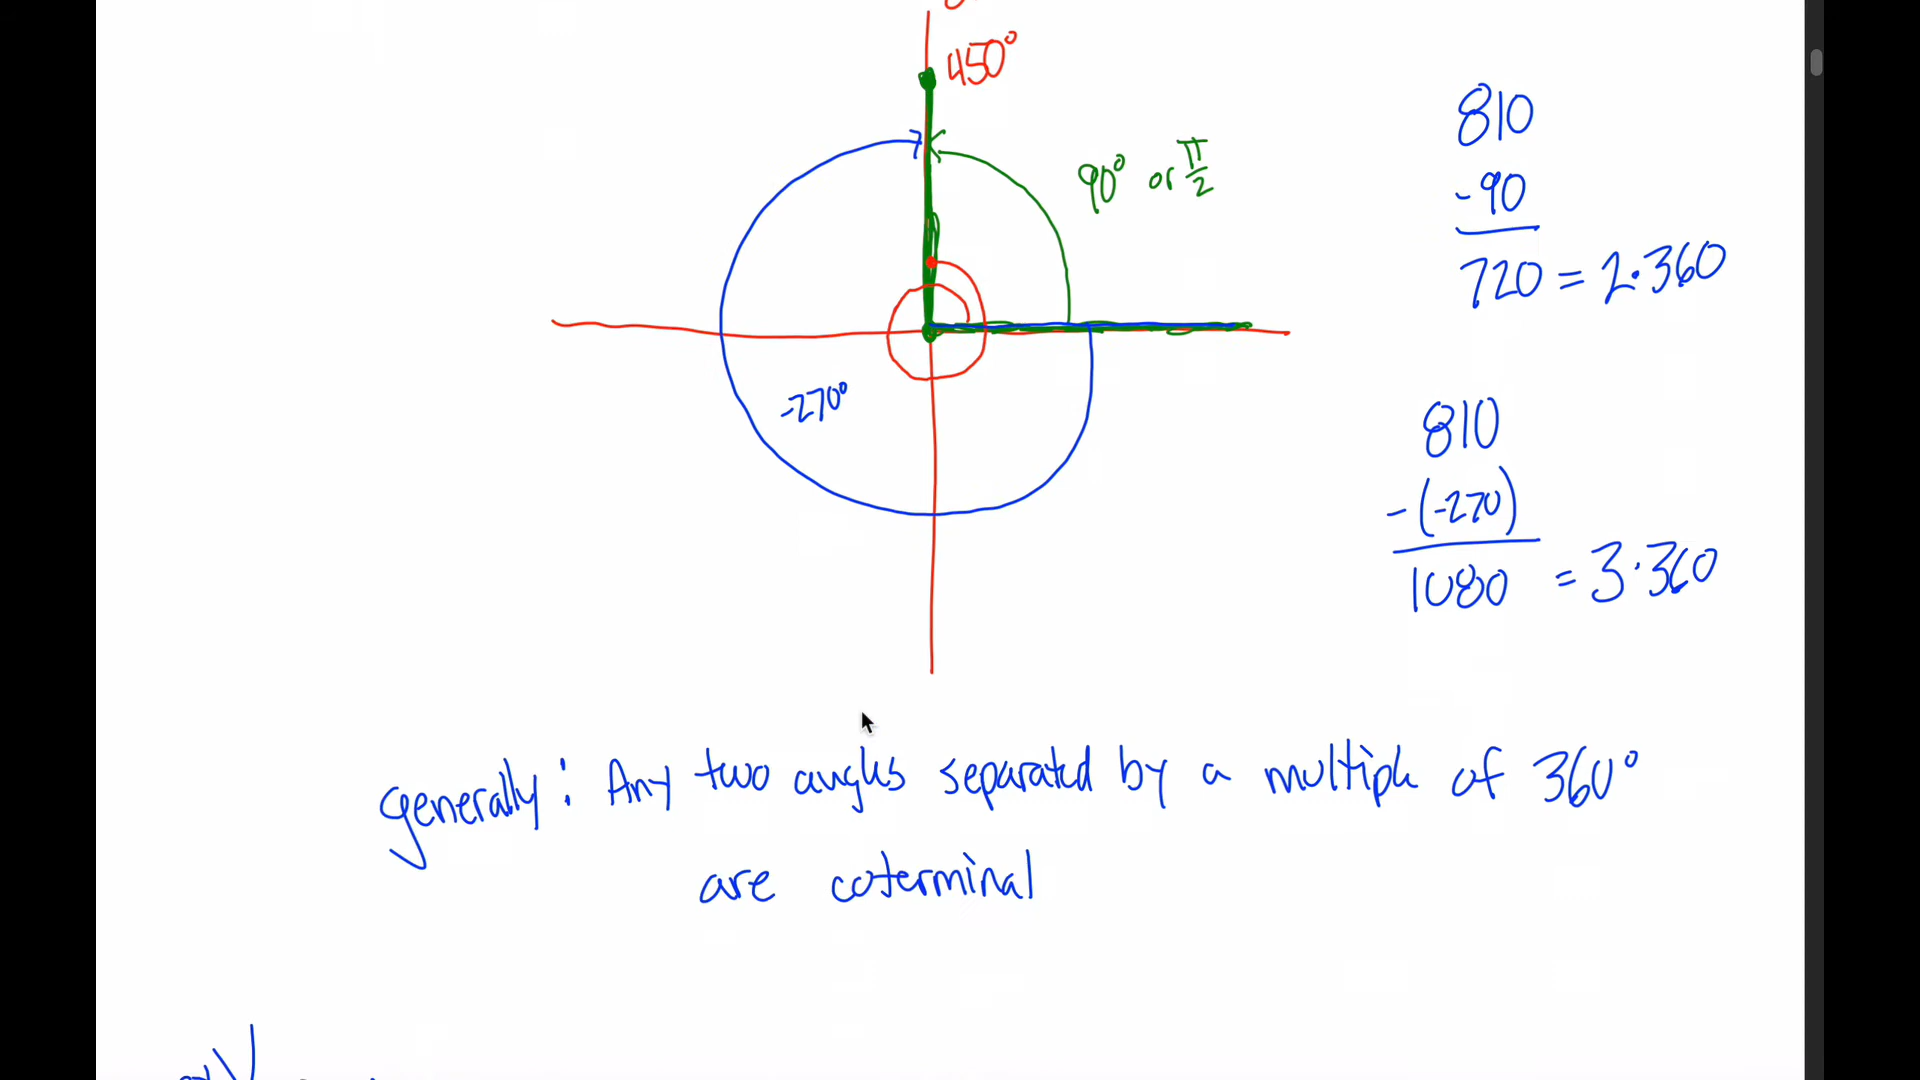 450°
90° or π/2
-270°
810
-90
720 = 2·360
810
-(-270)
1080 = 3·360
generally: Any two angles separated by a multiple of 360°
are coterminal